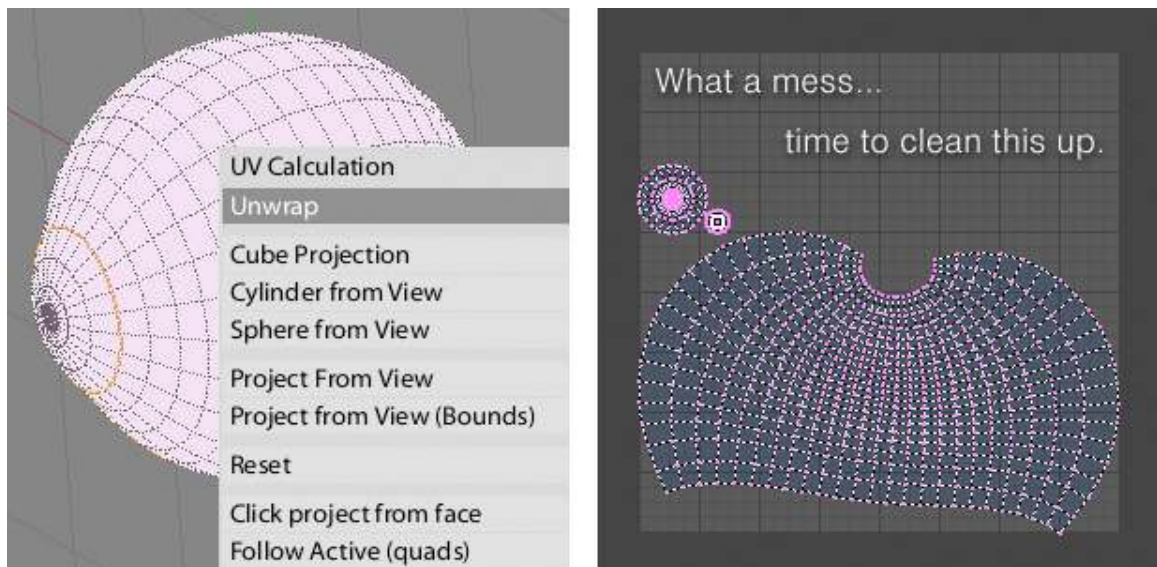 UV Calculation
Unwrap
Cube Projection
Cylinder from View
Sphere from View
Project From View
Project from View (Bounds)
Reset
Click project from face
Follow Active (quads)
What a mess...
time to clean this up.